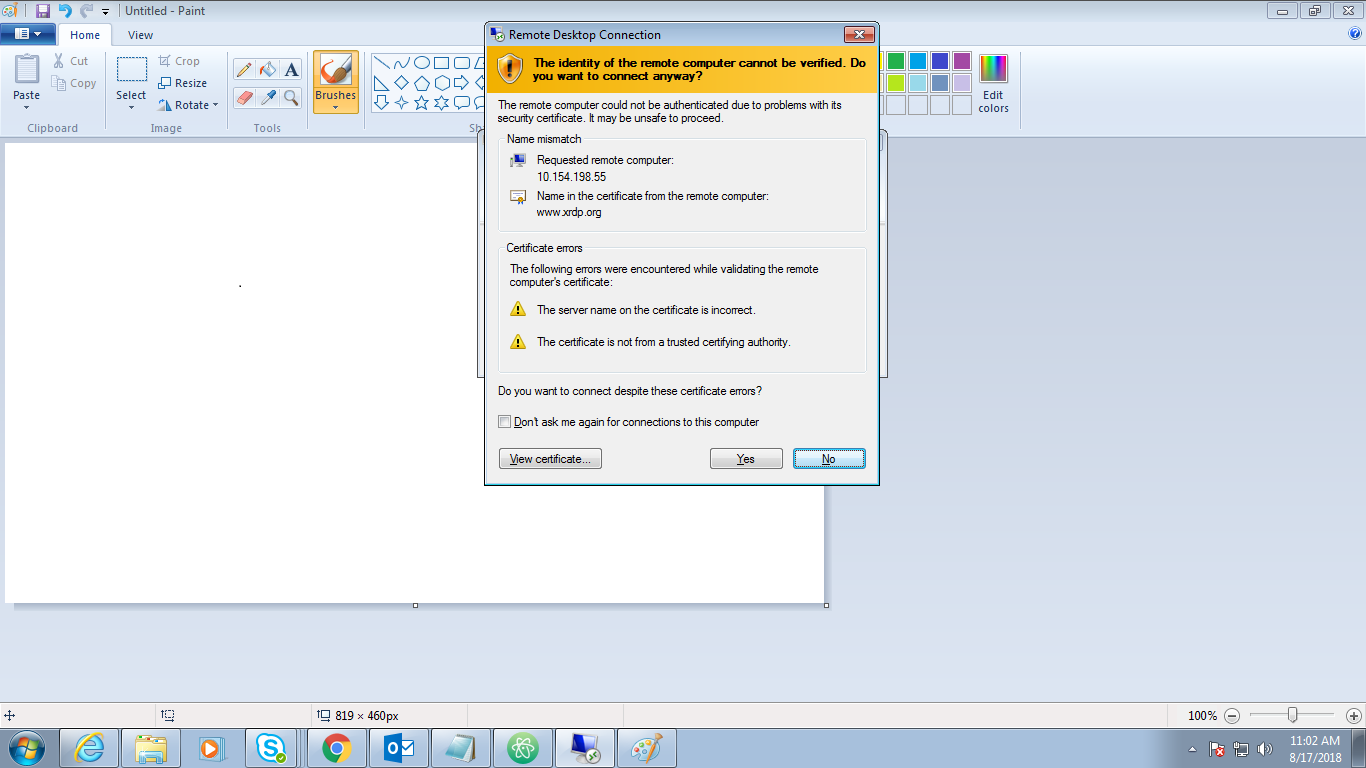 Untitled - Paint
Home
View
Paste
Cut
Copy
Clipboard
Select
Crop
Resize
Rotate
Image
A
Tools
Brushes
Sh
Edit
colors
Remote Desktop Connection
The identity of the remote computer cannot be verified. Do
you want to connect anyway?
The remote computer could not be authenticated due to problems with its
security certificate. It may be unsafe to proceed.
Name mismatch
Requested remote computer:
10.154.198.55
Name in the certificate from the remote computer:
www.xrdp.org
Certificate errors
The following errors were encountered while validating the remote
computer's certificate:
The server name on the certificate is incorrect.
The certificate is not from a trusted certifying authority.
Do you want to connect despite these certificate errors?
Don't ask me again for connections to this computer
View certificate...
Yes
No
819 × 460px
100%
11:02 AM
8/17/2018